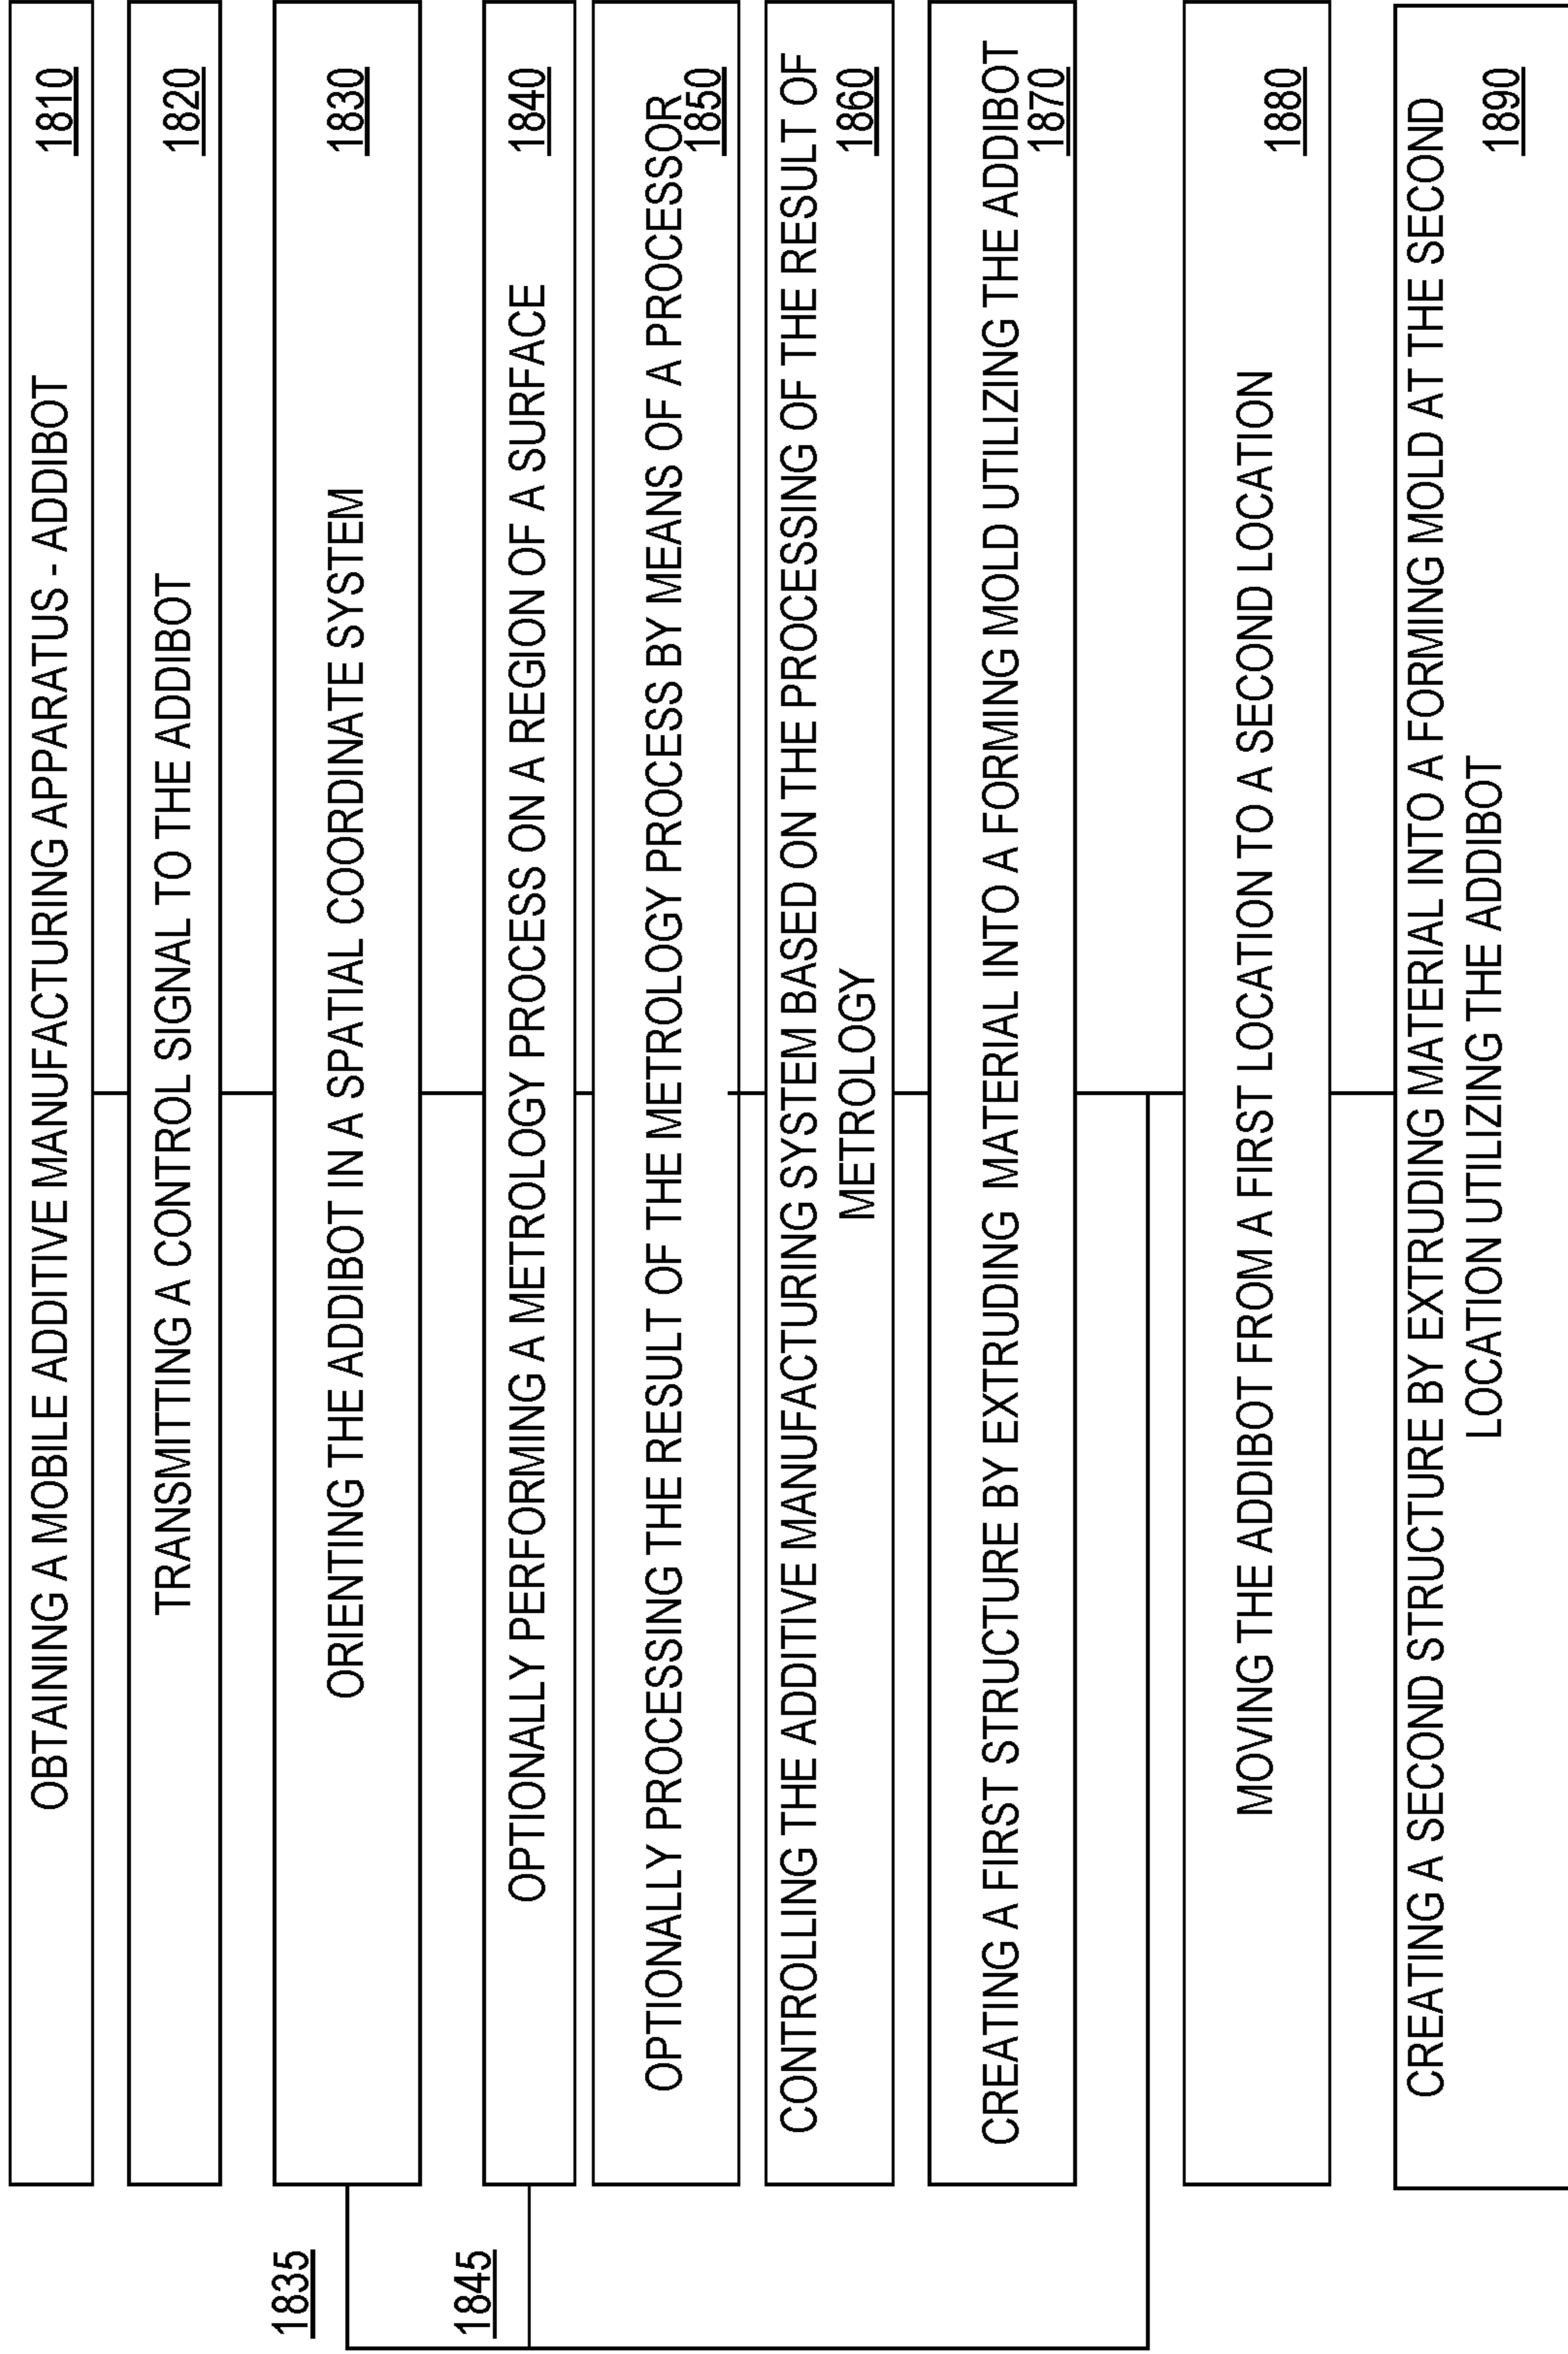 OBTAINING A MOBILE ADDITIVE MANUFACTURING APPARATUS - ADDIBOT
1810
TRANSMITTING A CONTROL SIGNAL TO THE ADDIBOT
1820
ORIENTING THE ADDIBOT IN A SPATIAL COORDINATE SYSTEM
1830
1835
OPTIONALLY PERFORMING A METROLOGY PROCESS ON A REGION OF A SURFACE
1840
1845
OPTIONALLY PROCESSING THE RESULT OF THE METROLOGY PROCESS BY MEANS OF A PROCESSOR
1850
CONTROLLING THE ADDITIVE MANUFACTURING SYSTEM BASED ON THE PROCESSING OF THE RESULT OF
METROLOGY
1860
CREATING A FIRST STRUCTURE BY EXTRUDING MATERIAL INTO A FORMING MOLD UTILIZING THE ADDIBOT
1870
MOVING THE ADDIBOT FROM A FIRST LOCATION TO A SECOND LOCATION
1880
CREATING A SECOND STRUCTURE BY EXTRUDING MATERIAL INTO A FORMING MOLD AT THE SECOND
LOCATION UTILIZING THE ADDIBOT
1890